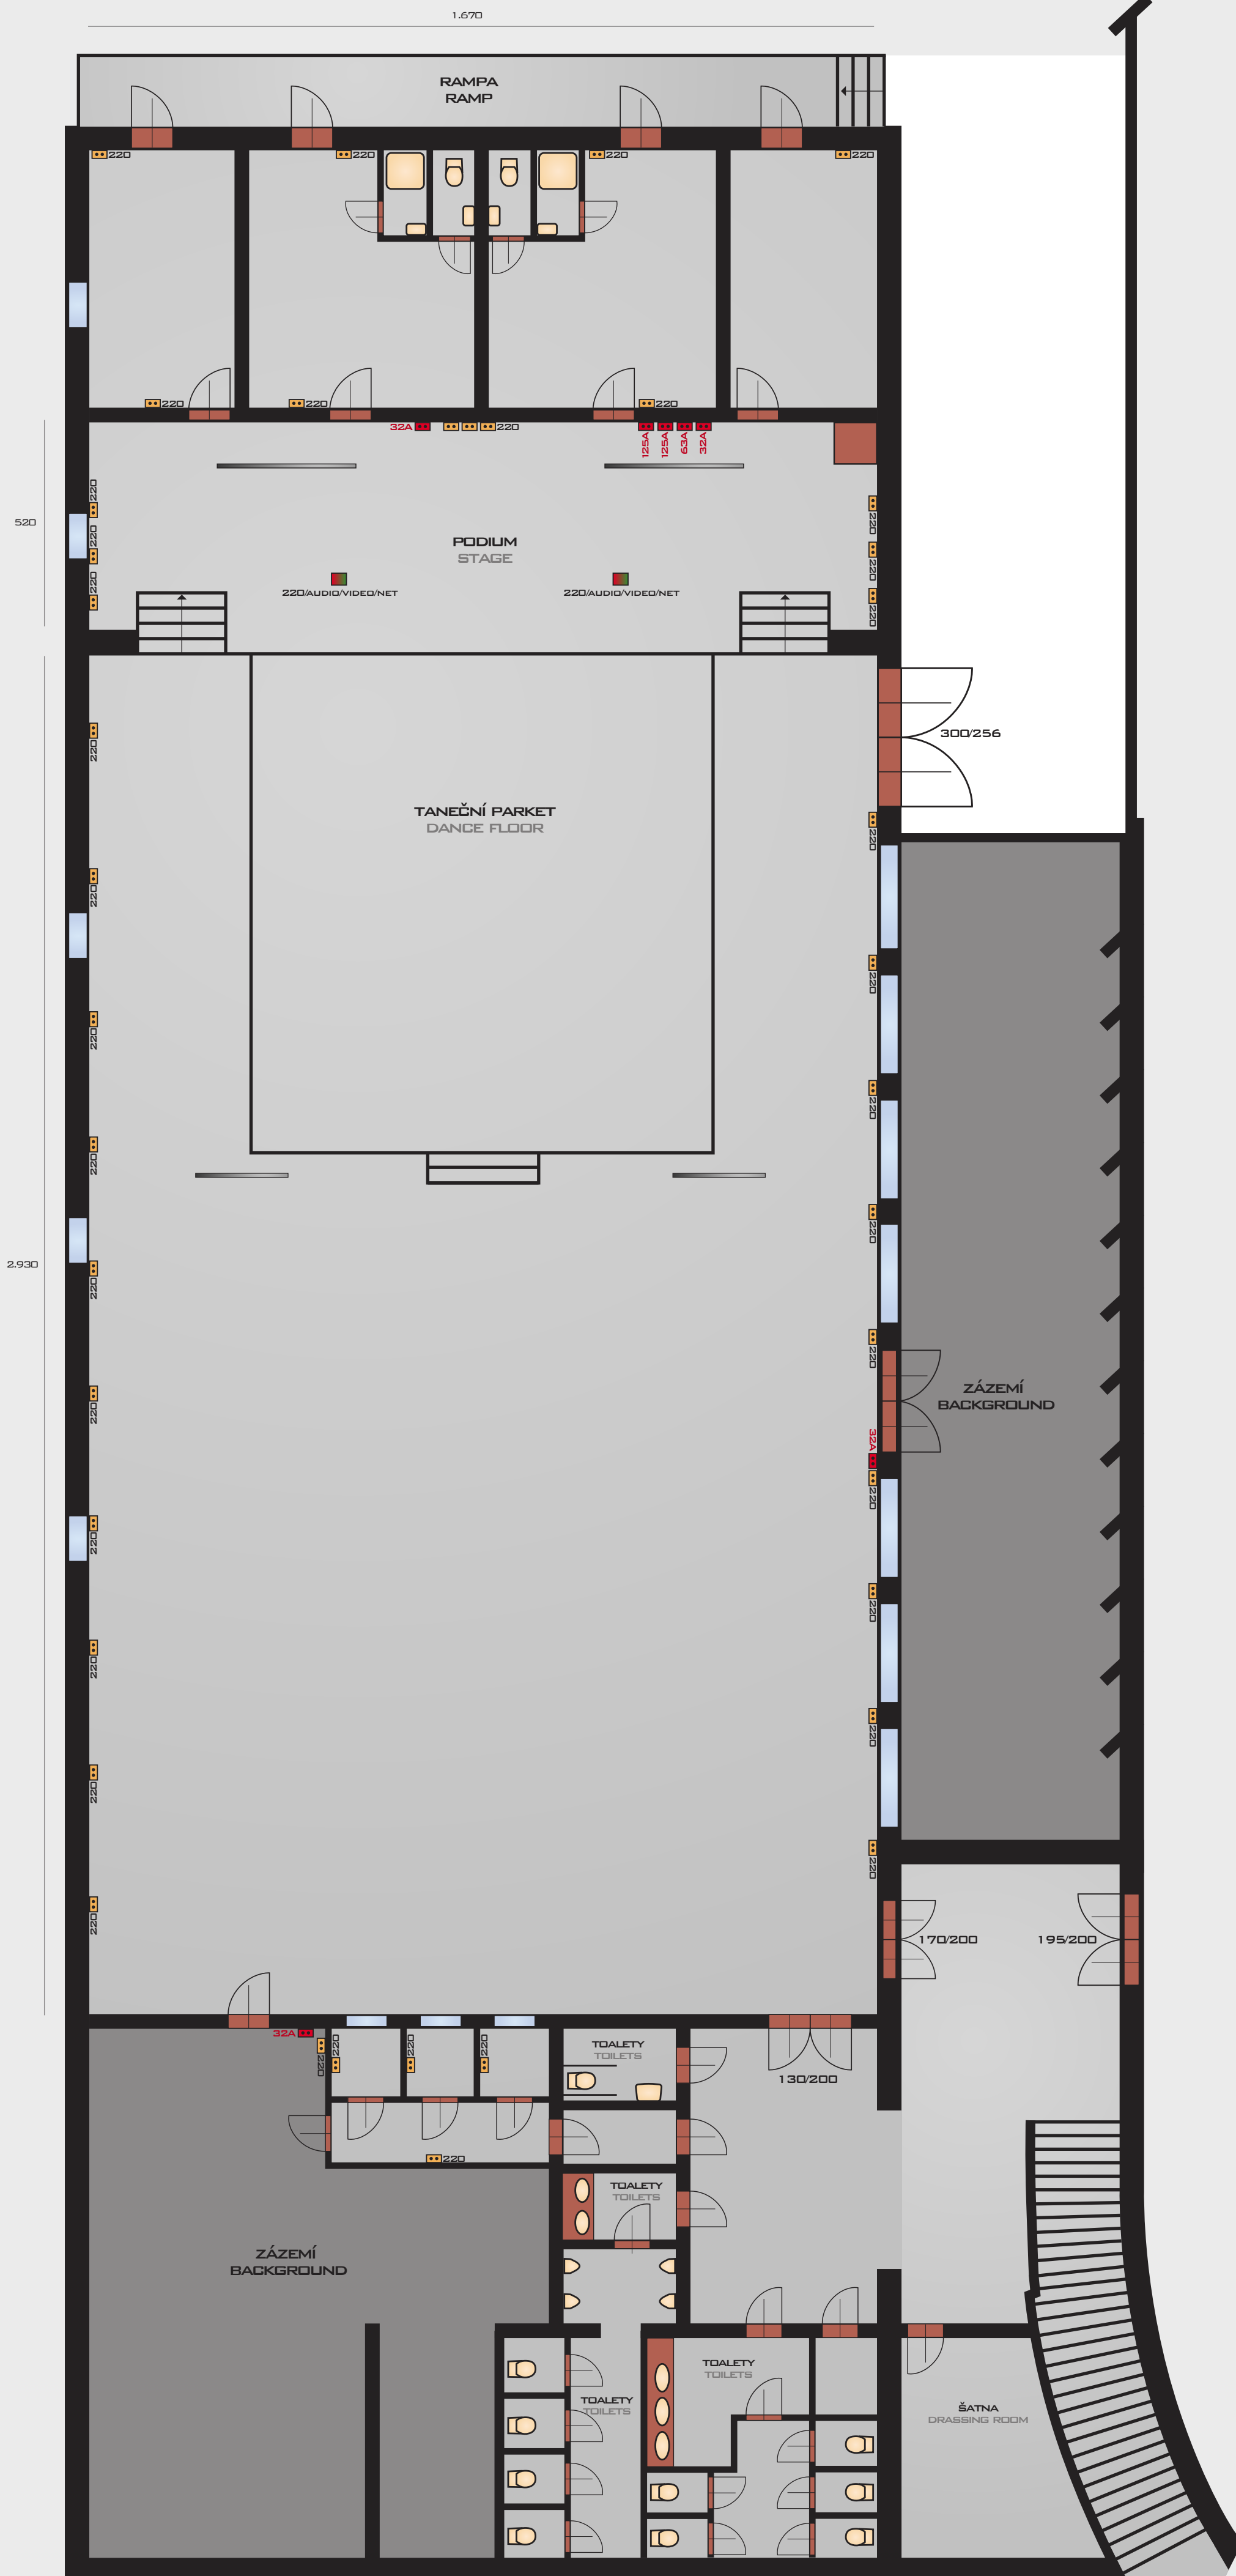 1.670
RAMPA
RAMP
220
220
220
220
220
220
220
32A
220
125A
125A
63A
32A
220
220
220
220
220
220
520
PODIUM
STAGE
220/AUDIO/VIDEO/NET
220/AUDIO/VIDEO/NET
300/256
220
TANEČNÍ PARKET
DANCE FLOOR
220
220
220
220
220
220
220
220
2.930
220
220
ZÁZEMÍ
BACKGROUND
220
32A
220
220
220
220
220
220
220
220
170/200
195/200
32A
220
220
220
220
TOALETY
TOILETS
130/200
220
TOALETY
TOILETS
ZÁZEMÍ
BACKGROUND
TOALETY
TOILETS
TOALETY
TOILETS
ŠATNA
DRASSING ROOM